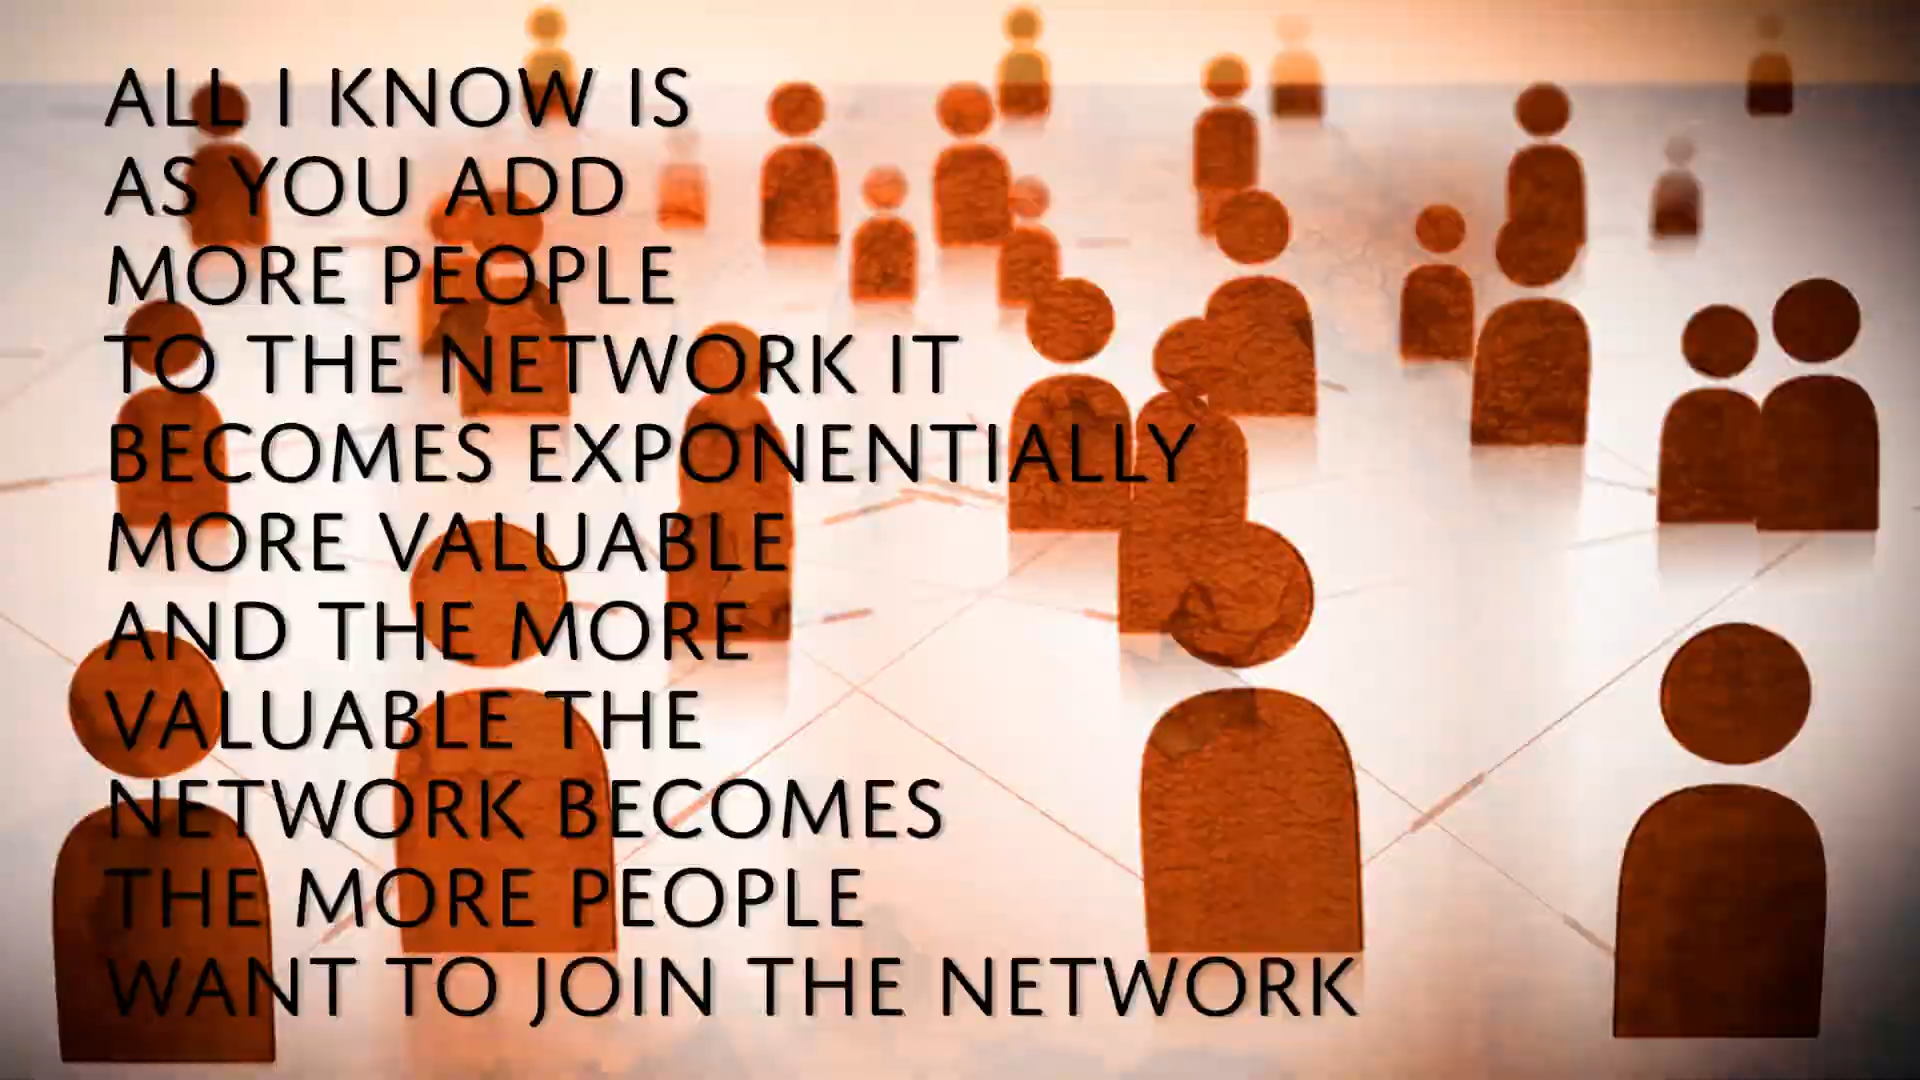 ALL I KNOW IS
AS YOU ADD
MORE PEOPLE
TO THE NETWORK IT
BECOMES EXPONENTIALLY
MORE VALUABLE
AND THE MORE
VALUABLE THE
NETWORK BECOMES
THE MORE PEOPLE
WANT TO JOIN THE NETWORK